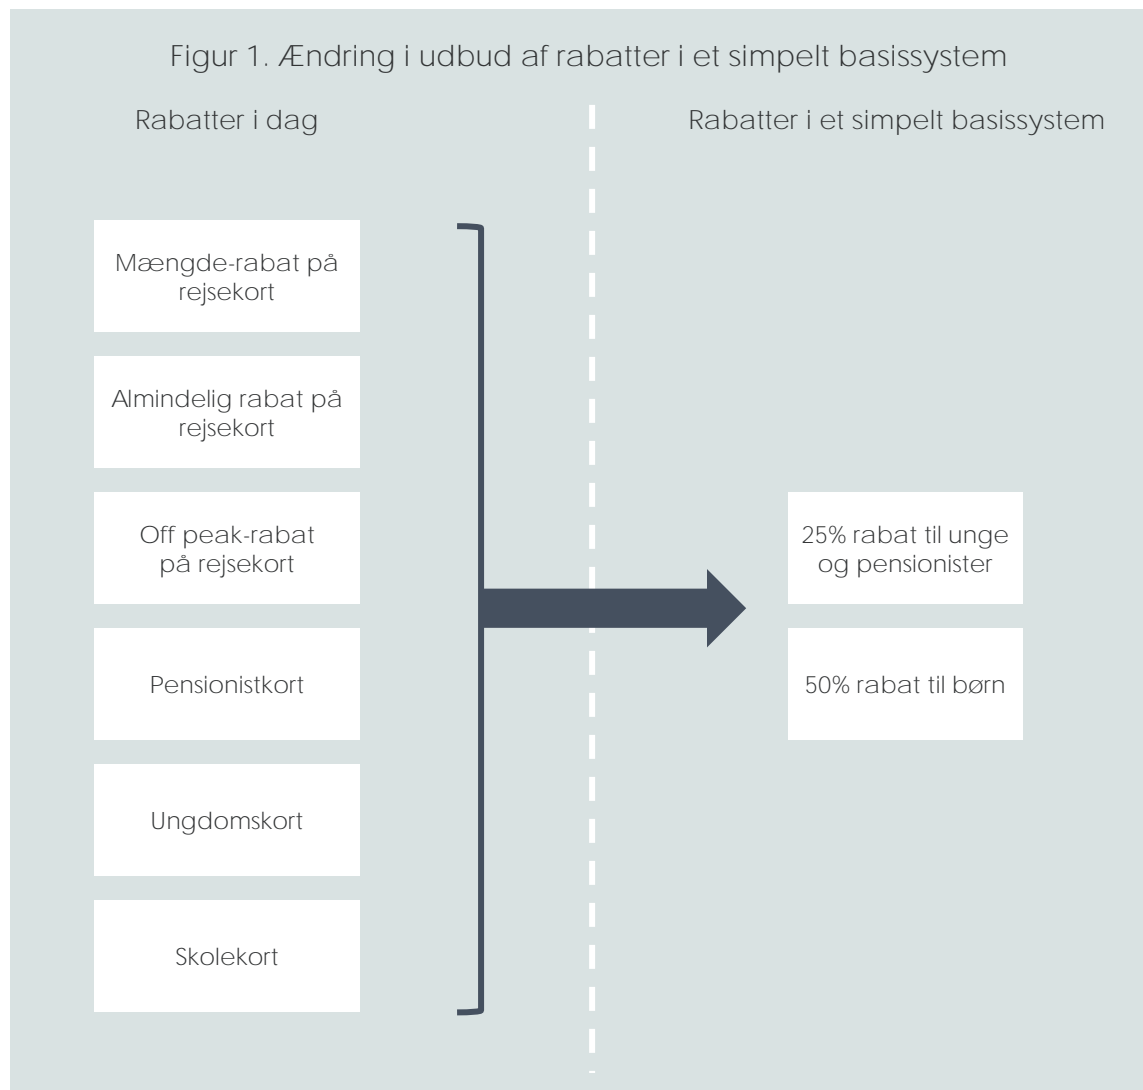 Figur 1. Ændring i udbud af rabatter i et simpelt basissystem
Rabatter i dag
Mængde-rabat på
rejsekort
Almindelig rabat på
rejsekort
Off peak-rabat
på rejsekort
Pensionistkort
Ungdomskort
Skolekort
Rabatter i et simpelt basissystem
25% rabat til unge
og pensionister
50% rabat til børn